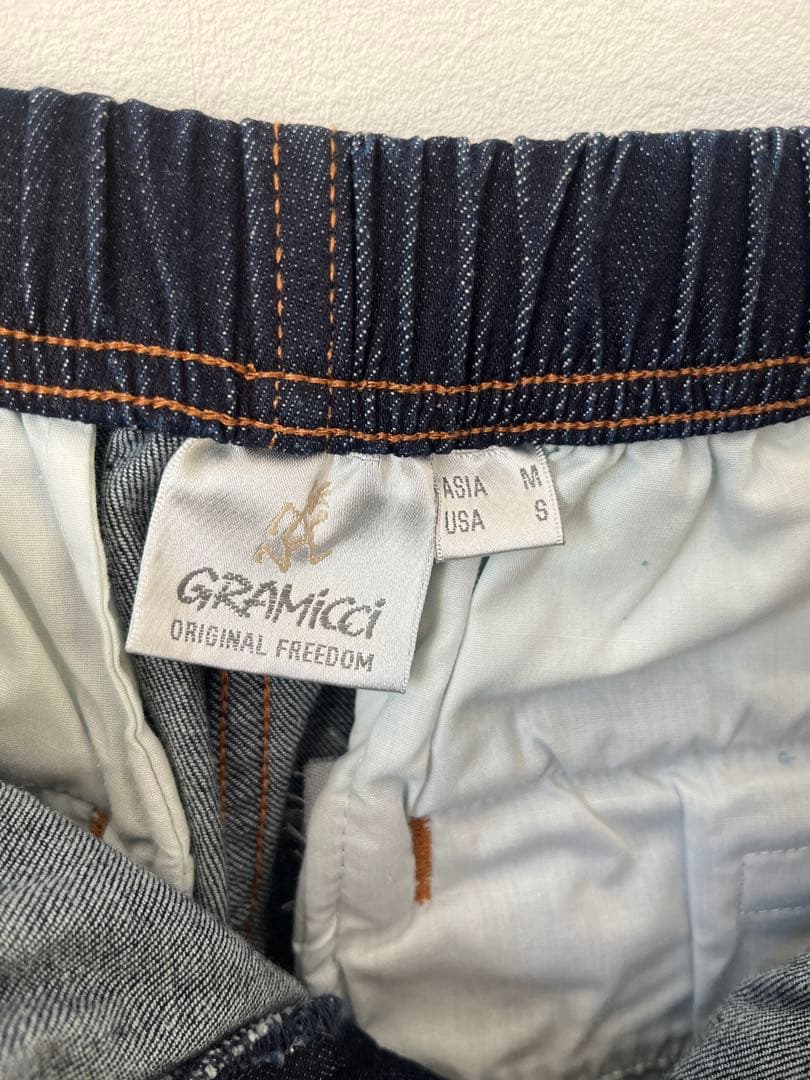 GRAMiCCi
ORIGINAL FREEDOM
ASIA M
USA S